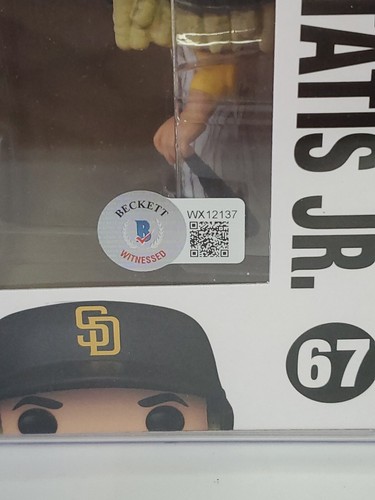 TATIS JR.
BECKETT
B
WITNESSED
WX12137
SD
67